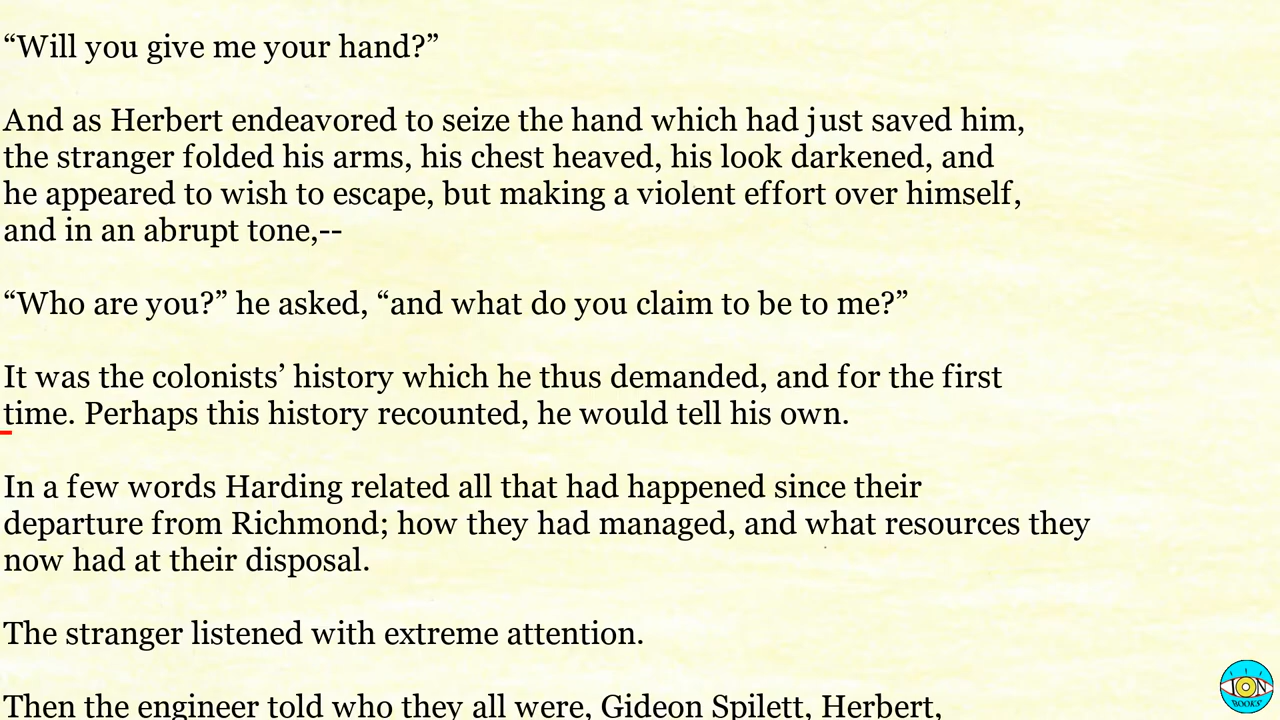 “Will you give me your hand?”
And as Herbert endeavored to seize the hand which had just saved him,
the stranger folded his arms, his chest heaved, his look darkened, and
he appeared to wish to escape, but making a violent effort over himself,
and in an abrupt tone,--
“Who are you?” he asked, “and what do you claim to be to me?”
It was the colonists’ history which he thus demanded, and for the first
time. Perhaps this history recounted, he would tell his own.
In a few words Harding related all that had happened since their
departure from Richmond; how they had managed, and what resources they
now had at their disposal.
The stranger listened with extreme attention.
Then the engineer told who they all were, Gideon Spilett, Herbert,
ION
BOOKS